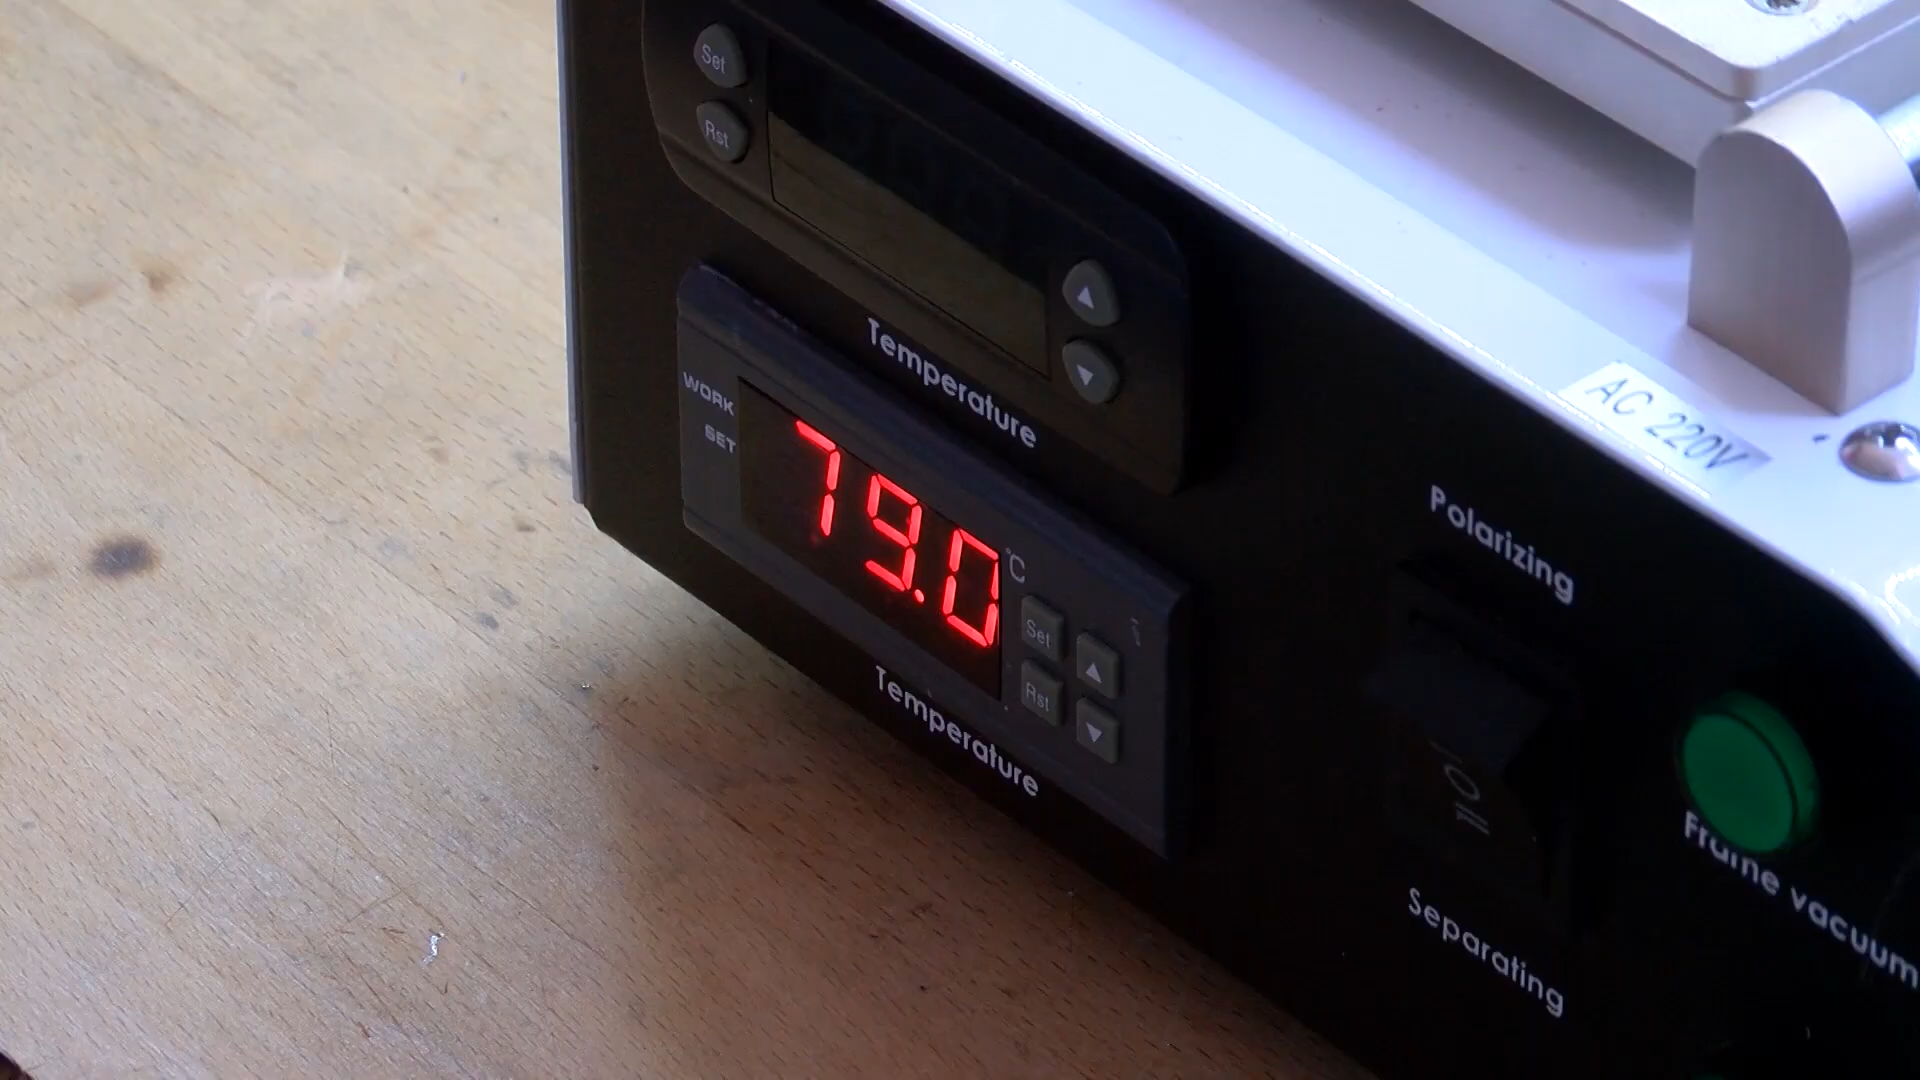 Set
Rst
▲
▼
Temperature
WORK
SET
79.0
°C
Set
Rst
▲
▼
Temperature
AC 220V
Polarizing
I O II
Separating
Frame vacuum